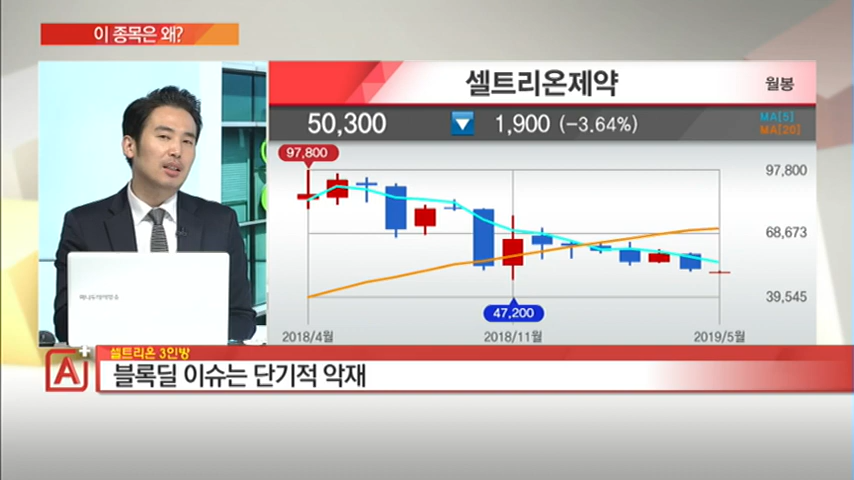 이 종목은 왜?
셀트리온제약
월봉
50,300 ▼ 1,900 (-3.64%)
MA[5]
MA[20]
97,800
97,800
68,673
39,545
47,200
2018/4월 2018/11월 2019/5월
셀트리온 3인방
A+
블록딜 이슈는 단기적 악재